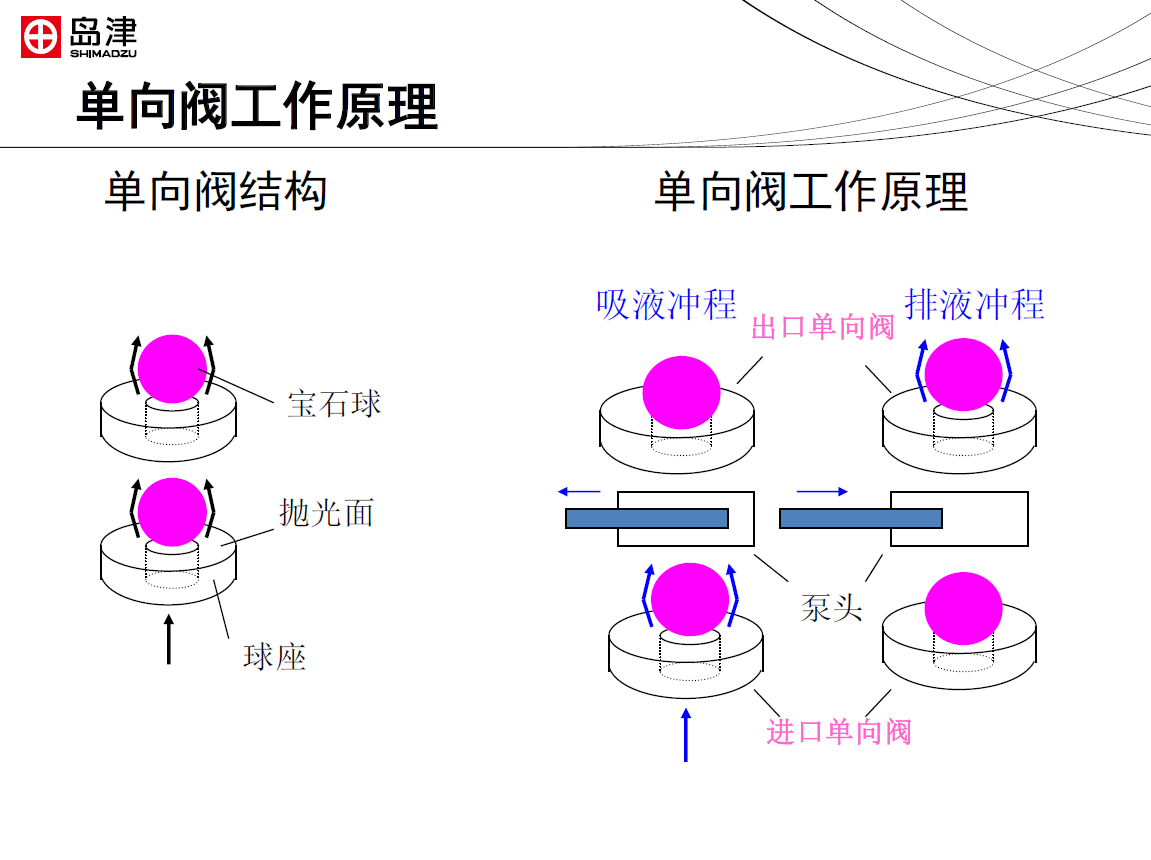 岛津
SHIMADZU
单向阀工作原理
单向阀结构
单向阀工作原理
吸液冲程
出口单向阀
排液冲程
宝石球
抛光面
球座
泵头
进口单向阀